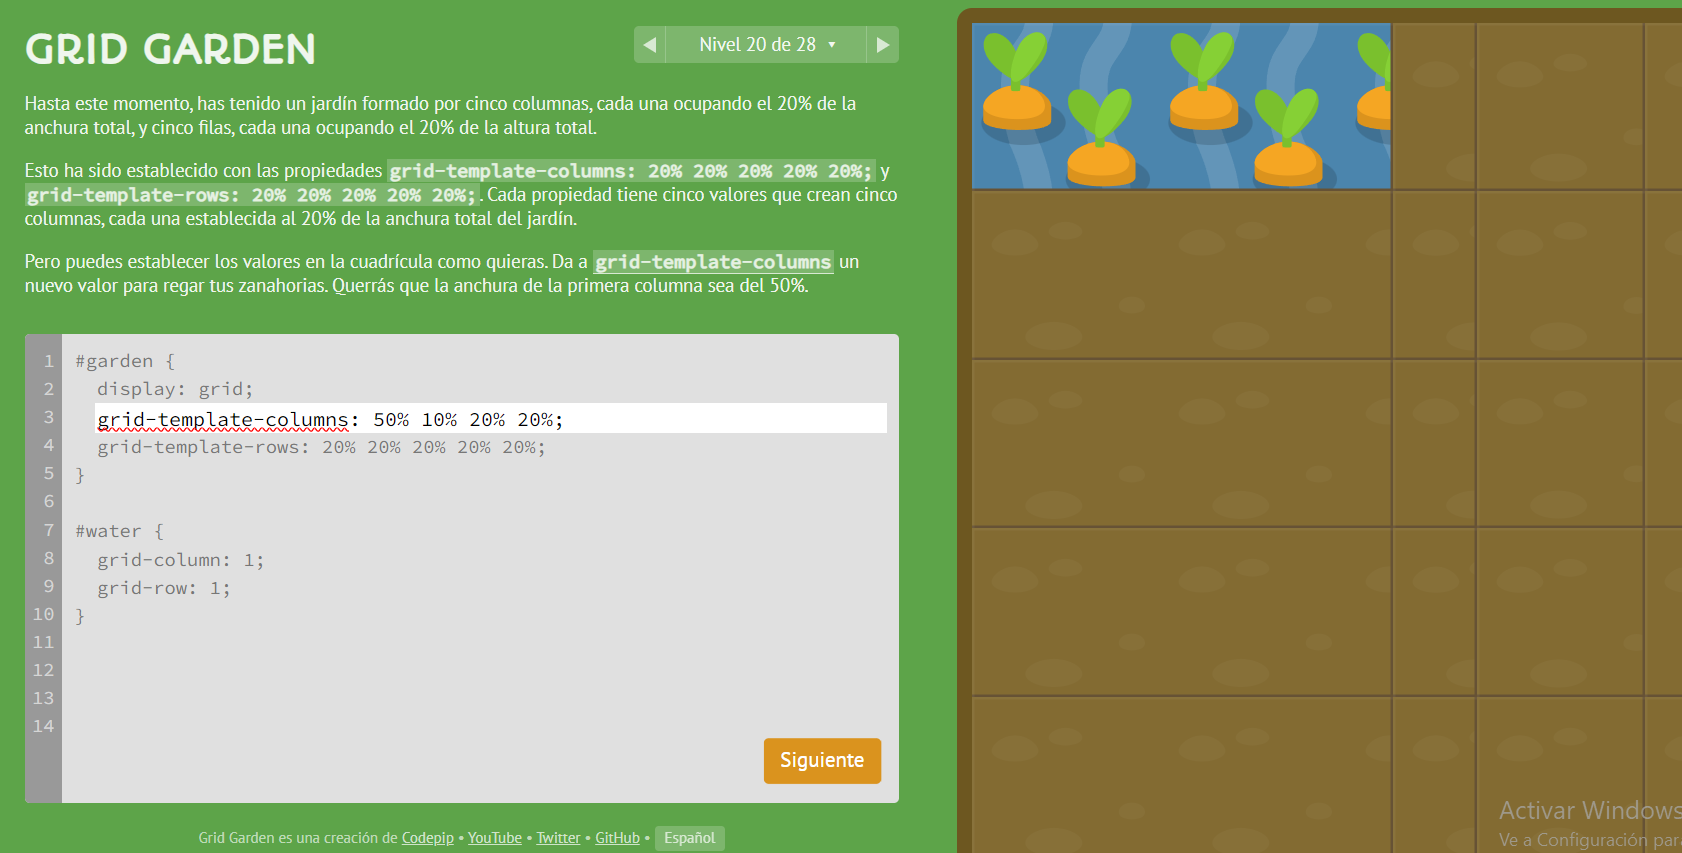 GRID GARDEN
◀ Nivel 20 de 28 ▼ ▶
Hasta este momento, has tenido un jardín formado por cinco columnas, cada una ocupando el 20% de la
anchura total, y cinco filas, cada una ocupando el 20% de la altura total.
Esto ha sido establecido con las propiedades grid-template-columns: 20% 20% 20% 20% 20%; y
grid-template-rows: 20% 20% 20% 20% 20%;. Cada propiedad tiene cinco valores que crean cinco
columnas, cada una establecida al 20% de la anchura total del jardín.
Pero puedes establecer los valores en la cuadrícula como quieras. Da a grid-template-columns un
nuevo valor para regar tus zanahorias. Querrás que la anchura de la primera columna sea del 50%.
1 #garden {
2 display: grid;
3 grid-template-columns: 50% 10% 20% 20%;
4 grid-template-rows: 20% 20% 20% 20% 20%;
5 }
6
7 #water {
8 grid-column: 1;
9 grid-row: 1;
10 }
11
12
13
14
Siguiente
Grid Garden es una creación de Codepip • YouTube • Twitter • GitHub • Español
Activar Windows
Ve a Configuración par